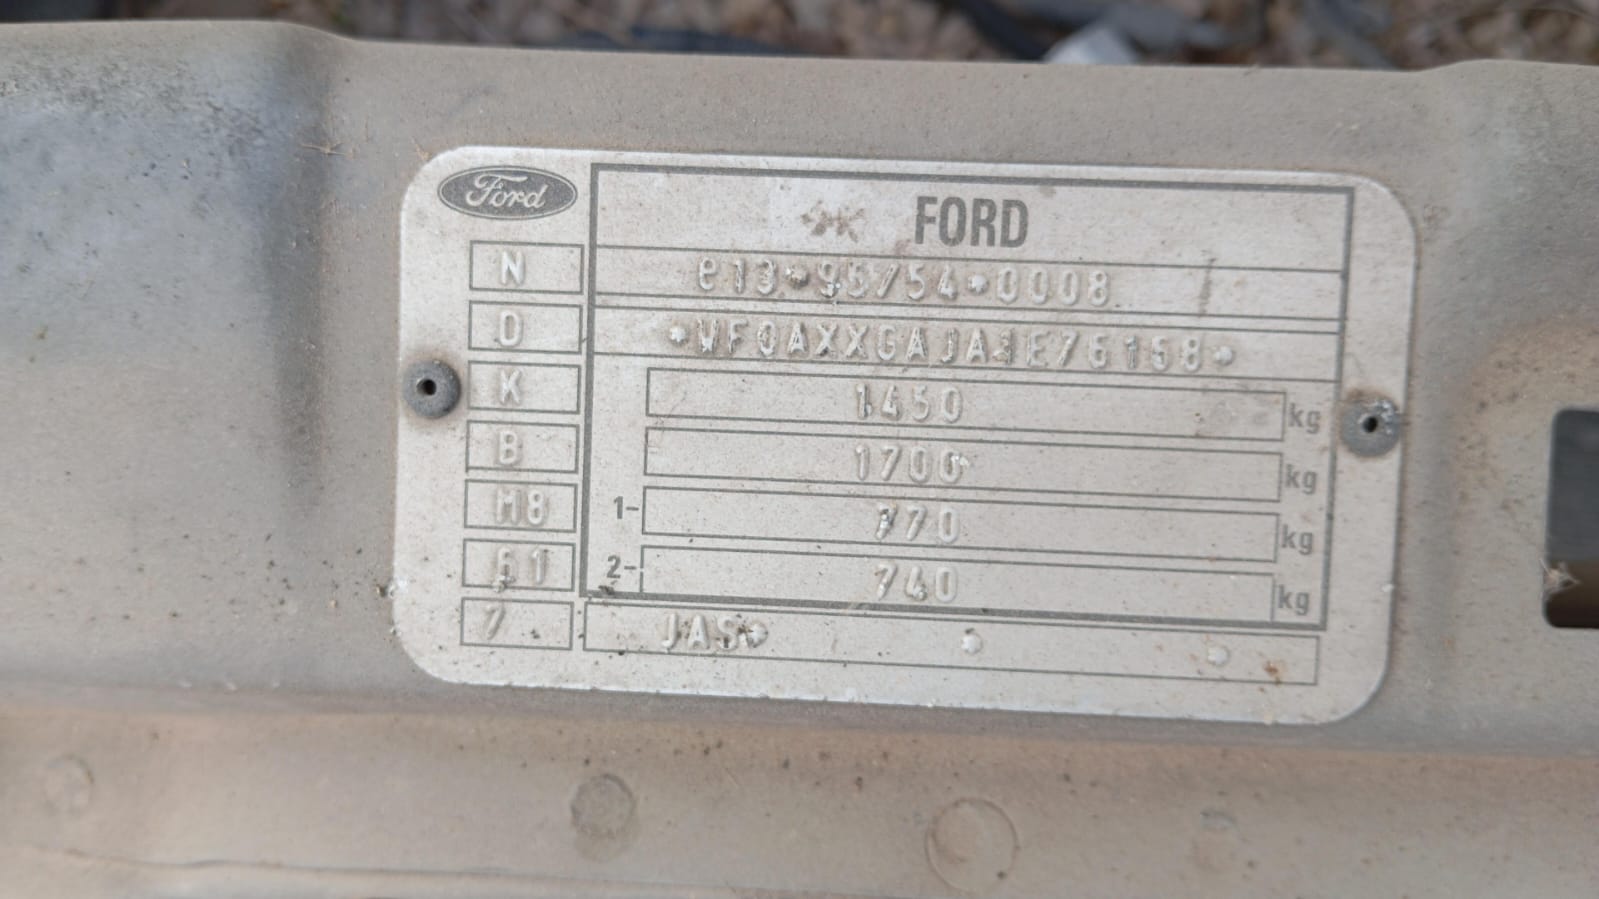 Ford
FORD
N e13*95/54*0008
D *WF0AXXGAJA1E76158*
K 1450 kg
B 1700 kg
M8 1- 770 kg
61 2- 740 kg
7 JAS* * *